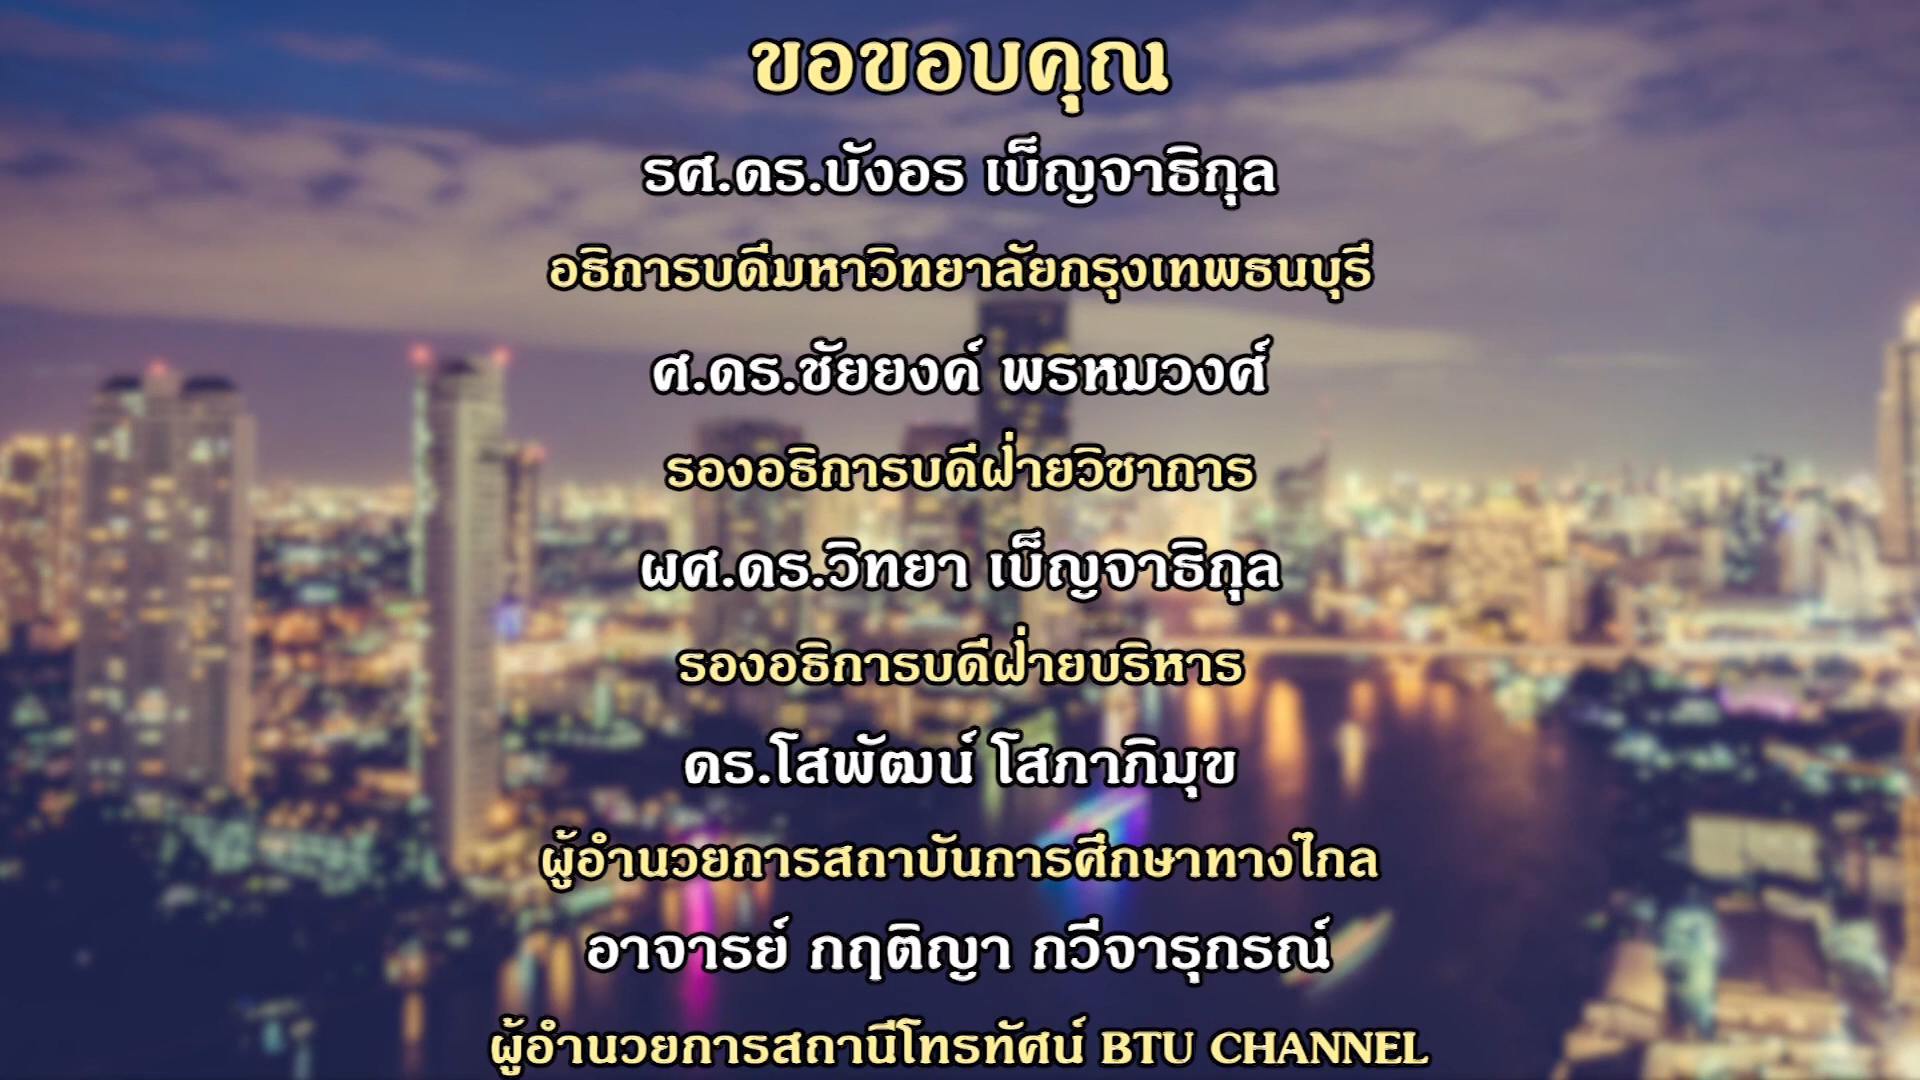 ขอขอบคุณ
รศ.ดร.บังอร เบ็ญจาธิกุล
อธิการบดีมหาวิทยาลัยกรุงเทพธนบุรี
ศ.ดร.ชัยยงค์ พรหมวงศ์
รองอธิการบดีฝ่ายวิชาการ
ผศ.ดร.วิทยา เบ็ญจาธิกุล
รองอธิการบดีฝ่ายบริหาร
ดร.โสพัฒน์ โสภาภิมุข
ผู้อำนวยการสถาบันการศึกษาทางไกล
อาจารย์ กฤติญา กวีจารุกรณ์
ผู้อำนวยการสถานีโทรทัศน์ BTU CHANNEL